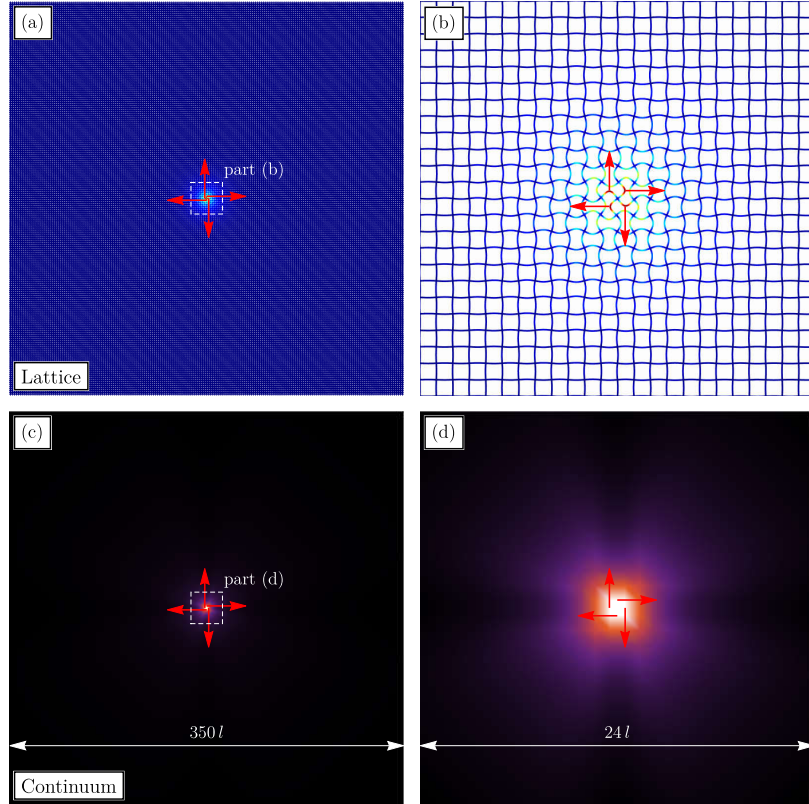 (a)
part (b)
Lattice
(b)
(c)
part (d)
350 l
Continuum
(d)
24 l